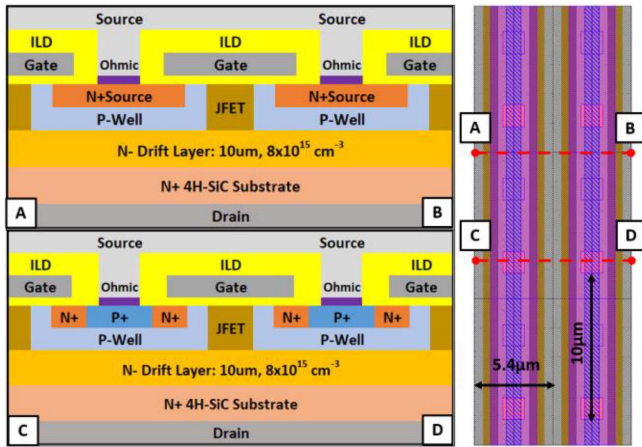 Source Source
ILD ILD ILD
Gate Ohmic Gate Ohmic Gate
N+Source JFET N+Source
P-Well P-Well
N- Drift Layer: 10um, 8x10¹⁵ cm⁻³
N+ 4H-SiC Substrate
A Drain B
Source Source
ILD ILD ILD
Gate Ohmic Gate Ohmic Gate
N+ P+ N+ JFET N+ P+ N+
P-Well P-Well
N- Drift Layer: 10um, 8x10¹⁵ cm⁻³
N+ 4H-SiC Substrate
C Drain D
A B
C D
5.4μm 10μm